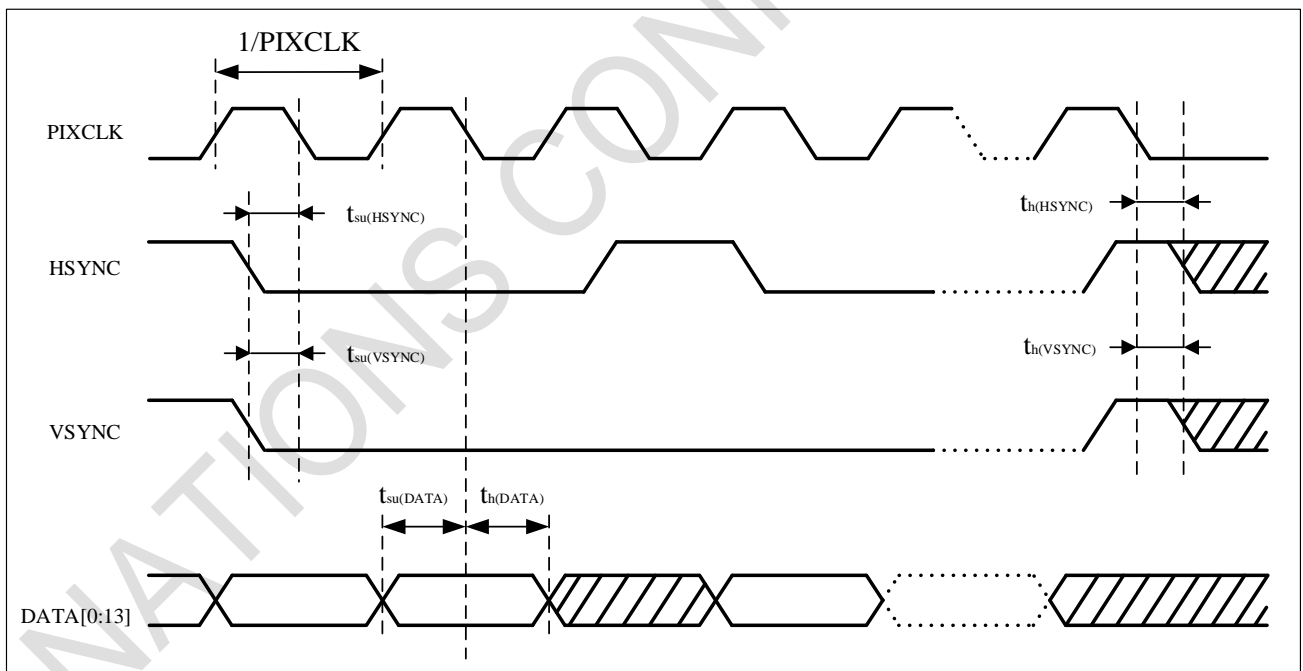 1/PIXCLK
PIXCLK
tsu(HSYNC)
th(HSYNC)
HSYNC
tsu(VSYNC)
th(VSYNC)
VSYNC
tsu(DATA)
th(DATA)
DATA[0:13]
NATIONS CONF